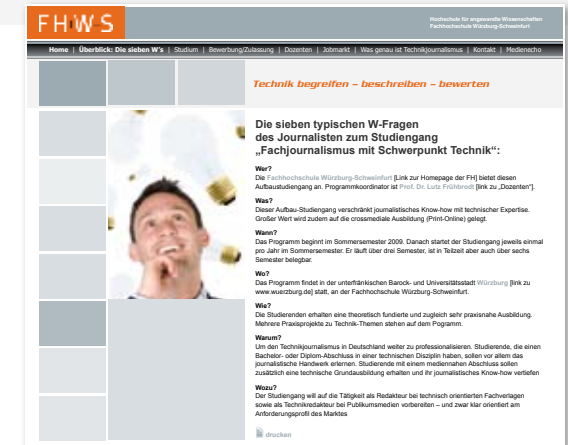 FHWS
Hochschule für angewandte Wissenschaften
Fachhochschule Würzburg-Schweinfurt
Home | Überblick: Die sieben W's | Studium | Bewerbung/Zulassung | Dozenten | Jobmarkt | Was genau ist Technikjournalismus | Kontakt | Medienecho
Technik begreifen – beschreiben – bewerten
Die sieben typischen W-Fragen
des Journalisten zum Studiengang
„Fachjournalismus mit Schwerpunkt Technik“:
Wer?
Die Fachhochschule Würzburg-Schweinfurt [Link zur Homepage der FH] bietet diesen
Aufbaustudiengang an. Programmkoordinator ist Prof. Dr. Lutz Frühbrodt [link zu „Dozenten“].
Was?
Dieser Aufbau-Studiengang verschränkt journalistisches Know-how mit technischer Expertise.
Großer Wert wird zudem auf die crossmediale Ausbildung (Print-Online) gelegt.
Wann?
Das Programm beginnt im Sommersemester 2009. Danach startet der Studiengang jeweils einmal
pro Jahr im Sommersemester. Er läuft über drei Semester, ist in Teilzeit aber auch über sechs
Semester belegbar.
Wo?
Das Programm findet in der unterfränkischen Barock- und Universitätsstadt Würzburg [link zu
www.wuerzburg.de] statt, an der Fachhochschule Würzburg-Schweinfurt.
Wie?
Die Studierenden erhalten eine theoretisch fundierte und zugleich sehr praxisnahe Ausbildung.
Mehrere Praxisprojekte zu Technik-Themen stehen auf dem Pogramm.
Warum?
Um den Technikjournalismus in Deutschland weiter zu professionalisieren. Studierende, die einen
Bachelor- oder Diplom-Abschluss in einer technischen Disziplin haben, sollen vor allem das
journalistische Handwerk erlernen. Studierende mit einem mediennahen Abschluss sollen
zusätzlich eine technische Grundausbildung erhalten und ihr journalistisches Know-how vertiefen
Wozu?
Der Studiengang will auf die Tätigkeit als Redakteur bei technisch orientierten Fachverlagen
sowie als Technikredakteur bei Publikumsmedien vorbereiten – und zwar klar orientiert am
Anforderungsprofil des Marktes
drucken